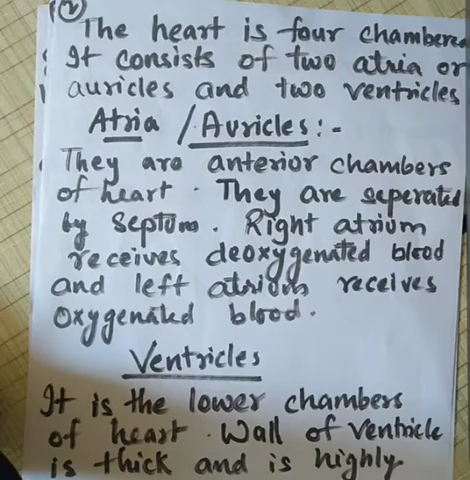 (2)
The heart is four chambered
It consists of two atria or
auricles and two ventricles
Atria / Auricles :-
They are anterior chambers
of heart . They are seperated
by Septum . Right atrium
receives deoxygenated blood
and left atrium receives
Oxygenated blood.
Ventricles
It is the lower chambers
of heart . Wall of Ventricle
is thick and is highly